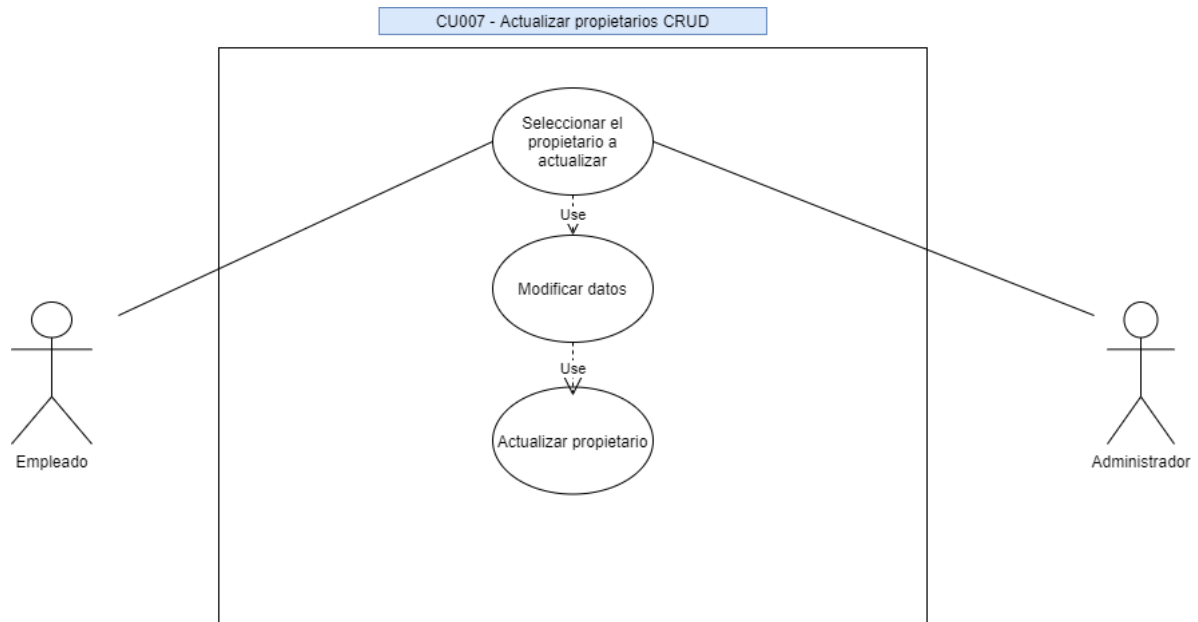 CU007 - Actualizar propietarios CRUD
Seleccionar el
propietario a
actualizar
Use
Modificar datos
Use
Actualizar propietario
Empleado
Administrador